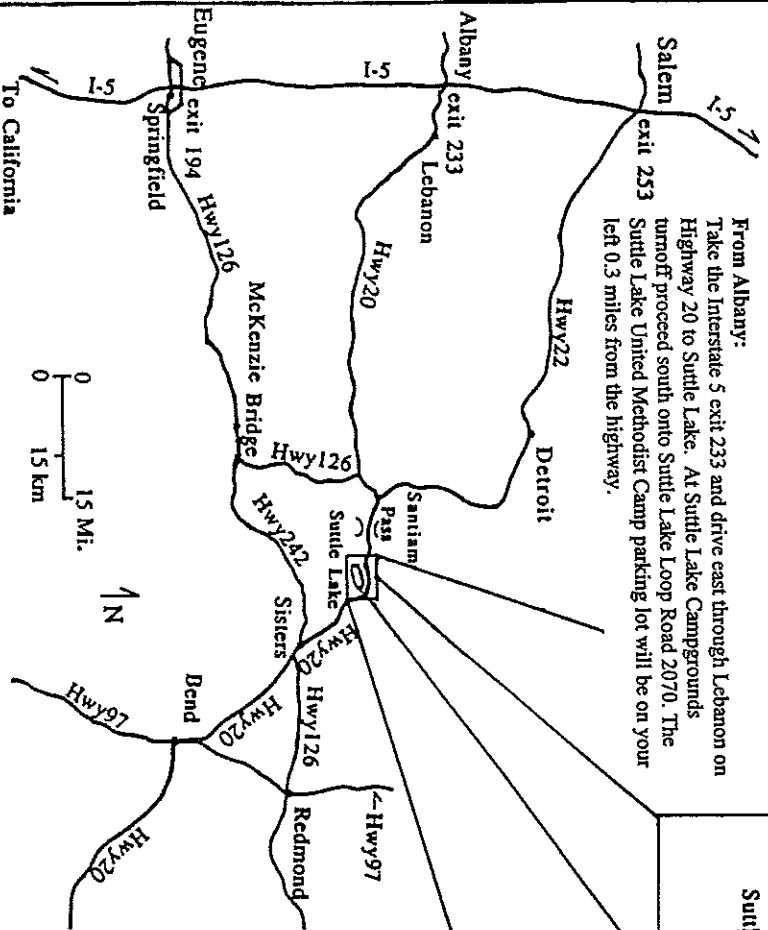 From Albany:
Take the Interstate 5 exit 233 and drive east through Lebanon on
Highway 20 to Suttle Lake. At Suttle Lake Campgrounds
turnoff proceed south onto Suttle Lake Loop Road 2070. The
Suttle Lake United Methodist Camp parking lot will be on your
left 0.3 miles from the highway.
I-5
Salem
exit 253
Hwy22
Detroit
Albany
exit 233
Lebanon
I-5
Hwy20
Santiam
Pass
Suttle Lake
Hwy126
Eugene
exit 194
Springfield
I-5
To California
Hwy126
McKenzie Bridge
Hwy242
Sisters
Hwy20
Hwy126
Hwy20
Bend
Hwy97
Hwy20
Redmond
Hwy97
N
0
15 Mi.
0
15 km